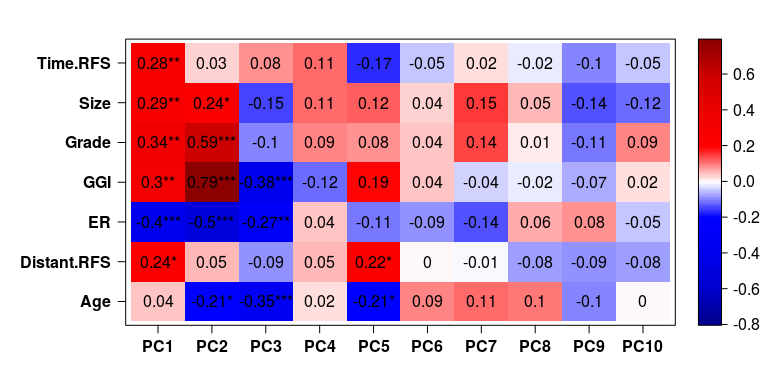 Time.RFS 0.28** 0.03 0.08 0.11 -0.17 -0.05 0.02 -0.02 -0.1 -0.05
Size 0.29** 0.24* -0.15 0.11 0.12 0.04 0.15 0.05 -0.14 -0.12
Grade 0.34** 0.59*** -0.1 0.09 0.08 0.04 0.14 0.01 -0.11 0.09
GGI 0.3** 0.79*** -0.38*** -0.12 0.19 0.04 -0.04 -0.02 -0.07 0.02
ER -0.4*** -0.5*** -0.27** 0.04 -0.11 -0.09 -0.14 0.06 0.08 -0.05
Distant.RFS 0.24* 0.05 -0.09 0.05 0.22* 0 -0.01 -0.08 -0.09 -0.08
Age 0.04 -0.21* -0.35*** 0.02 -0.21* 0.09 0.11 0.1 -0.1 0
PC1 PC2 PC3 PC4 PC5 PC6 PC7 PC8 PC9 PC10
0.6
0.4
0.2
0.0
-0.2
-0.4
-0.6
-0.8